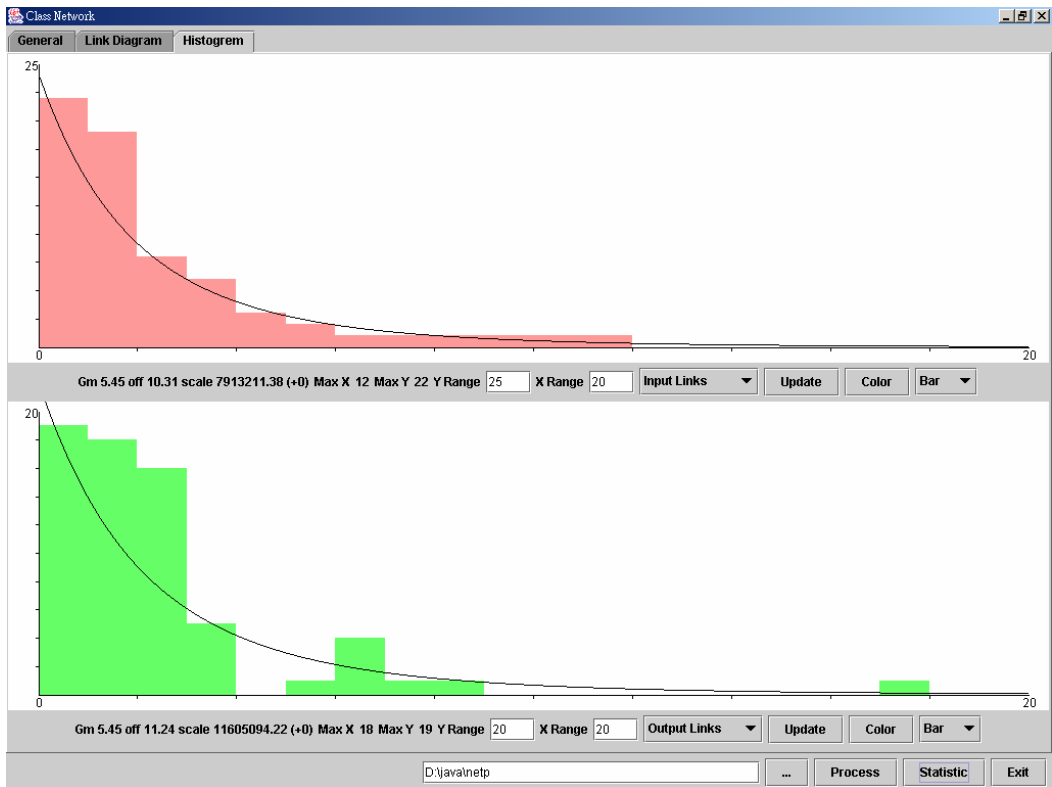 Class Network
General Link Diagram Histogrem
25
0 20
Gm 5.45 off 10.31 scale 7913211.38 (+0) Max X 12 Max Y 22 Y Range 25 X Range 20 Input Links Update Color Bar
20
0 20
Gm 5.45 off 11.24 scale 11605094.22 (+0) Max X 18 Max Y 19 Y Range 20 X Range 20 Output Links Update Color Bar
D:\java\netp ... Process Statistic Exit